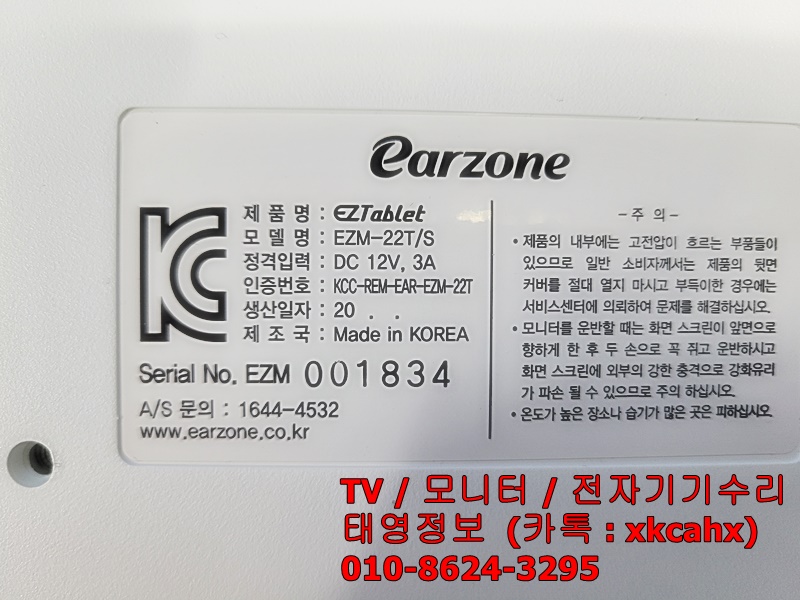 earzone
제 품 명 : EZTablet
모 델 명 : EZM-22T/S
정격입력 : DC 12V, 3A
인증번호 : KCC-REM-EAR-EZM-22T
생산일자 : 20 . .
제 조 국 : Made in KOREA
Serial No. EZM 001834
A/S 문의 : 1644-4532
www.earzone.co.kr
- 주 의 -
• 제품의 내부에는 고전압이 흐르는 부품들이
있으므로 일반 소비자께서는 제품의 뒷면
커버를 절대 열지 마시고 부득이한 경우에는
서비스센터에 의뢰하여 문제를 해결하십시오.
• 모니터를 운반할 때는 화면 스크린이 앞면으로
향하게 한 후 두 손으로 꼭 쥐고 운반하시고
화면 스크린에 외부의 강한 충격으로 강화유리
가 파손 될 수 있으므로 주의 하십시오.
• 온도가 높은 장소나 습기가 많은 곳은 피하십시오.
TV / 모니터 / 전자기기수리
태영정보 (카톡 : xkcahx)
010-8624-3295